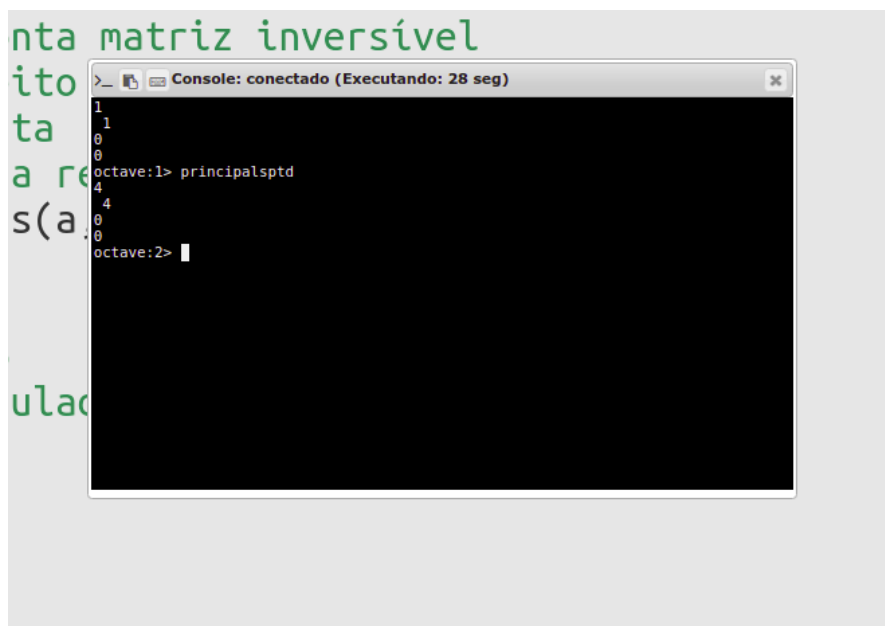 nta matriz inversível
ito
Console: conectado (Executando: 28 seg)
1
1
0
0
ta
octave:1> principalsptd
4
4
0
0
a re
s(a,
octave:2>
ulad